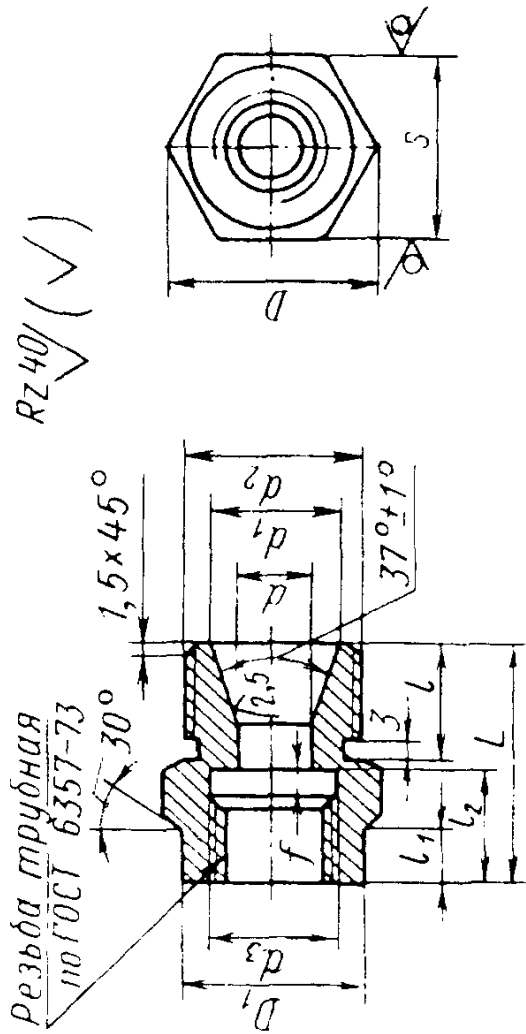 Резьба трубная
по ГОСТ 6357-73
30°
1,5×45°
Rz 40 (√)
D₁
d₃
f
2,5
d
d₁
d₂
37°±1°
l₁
l₂
3
l
L
D
S